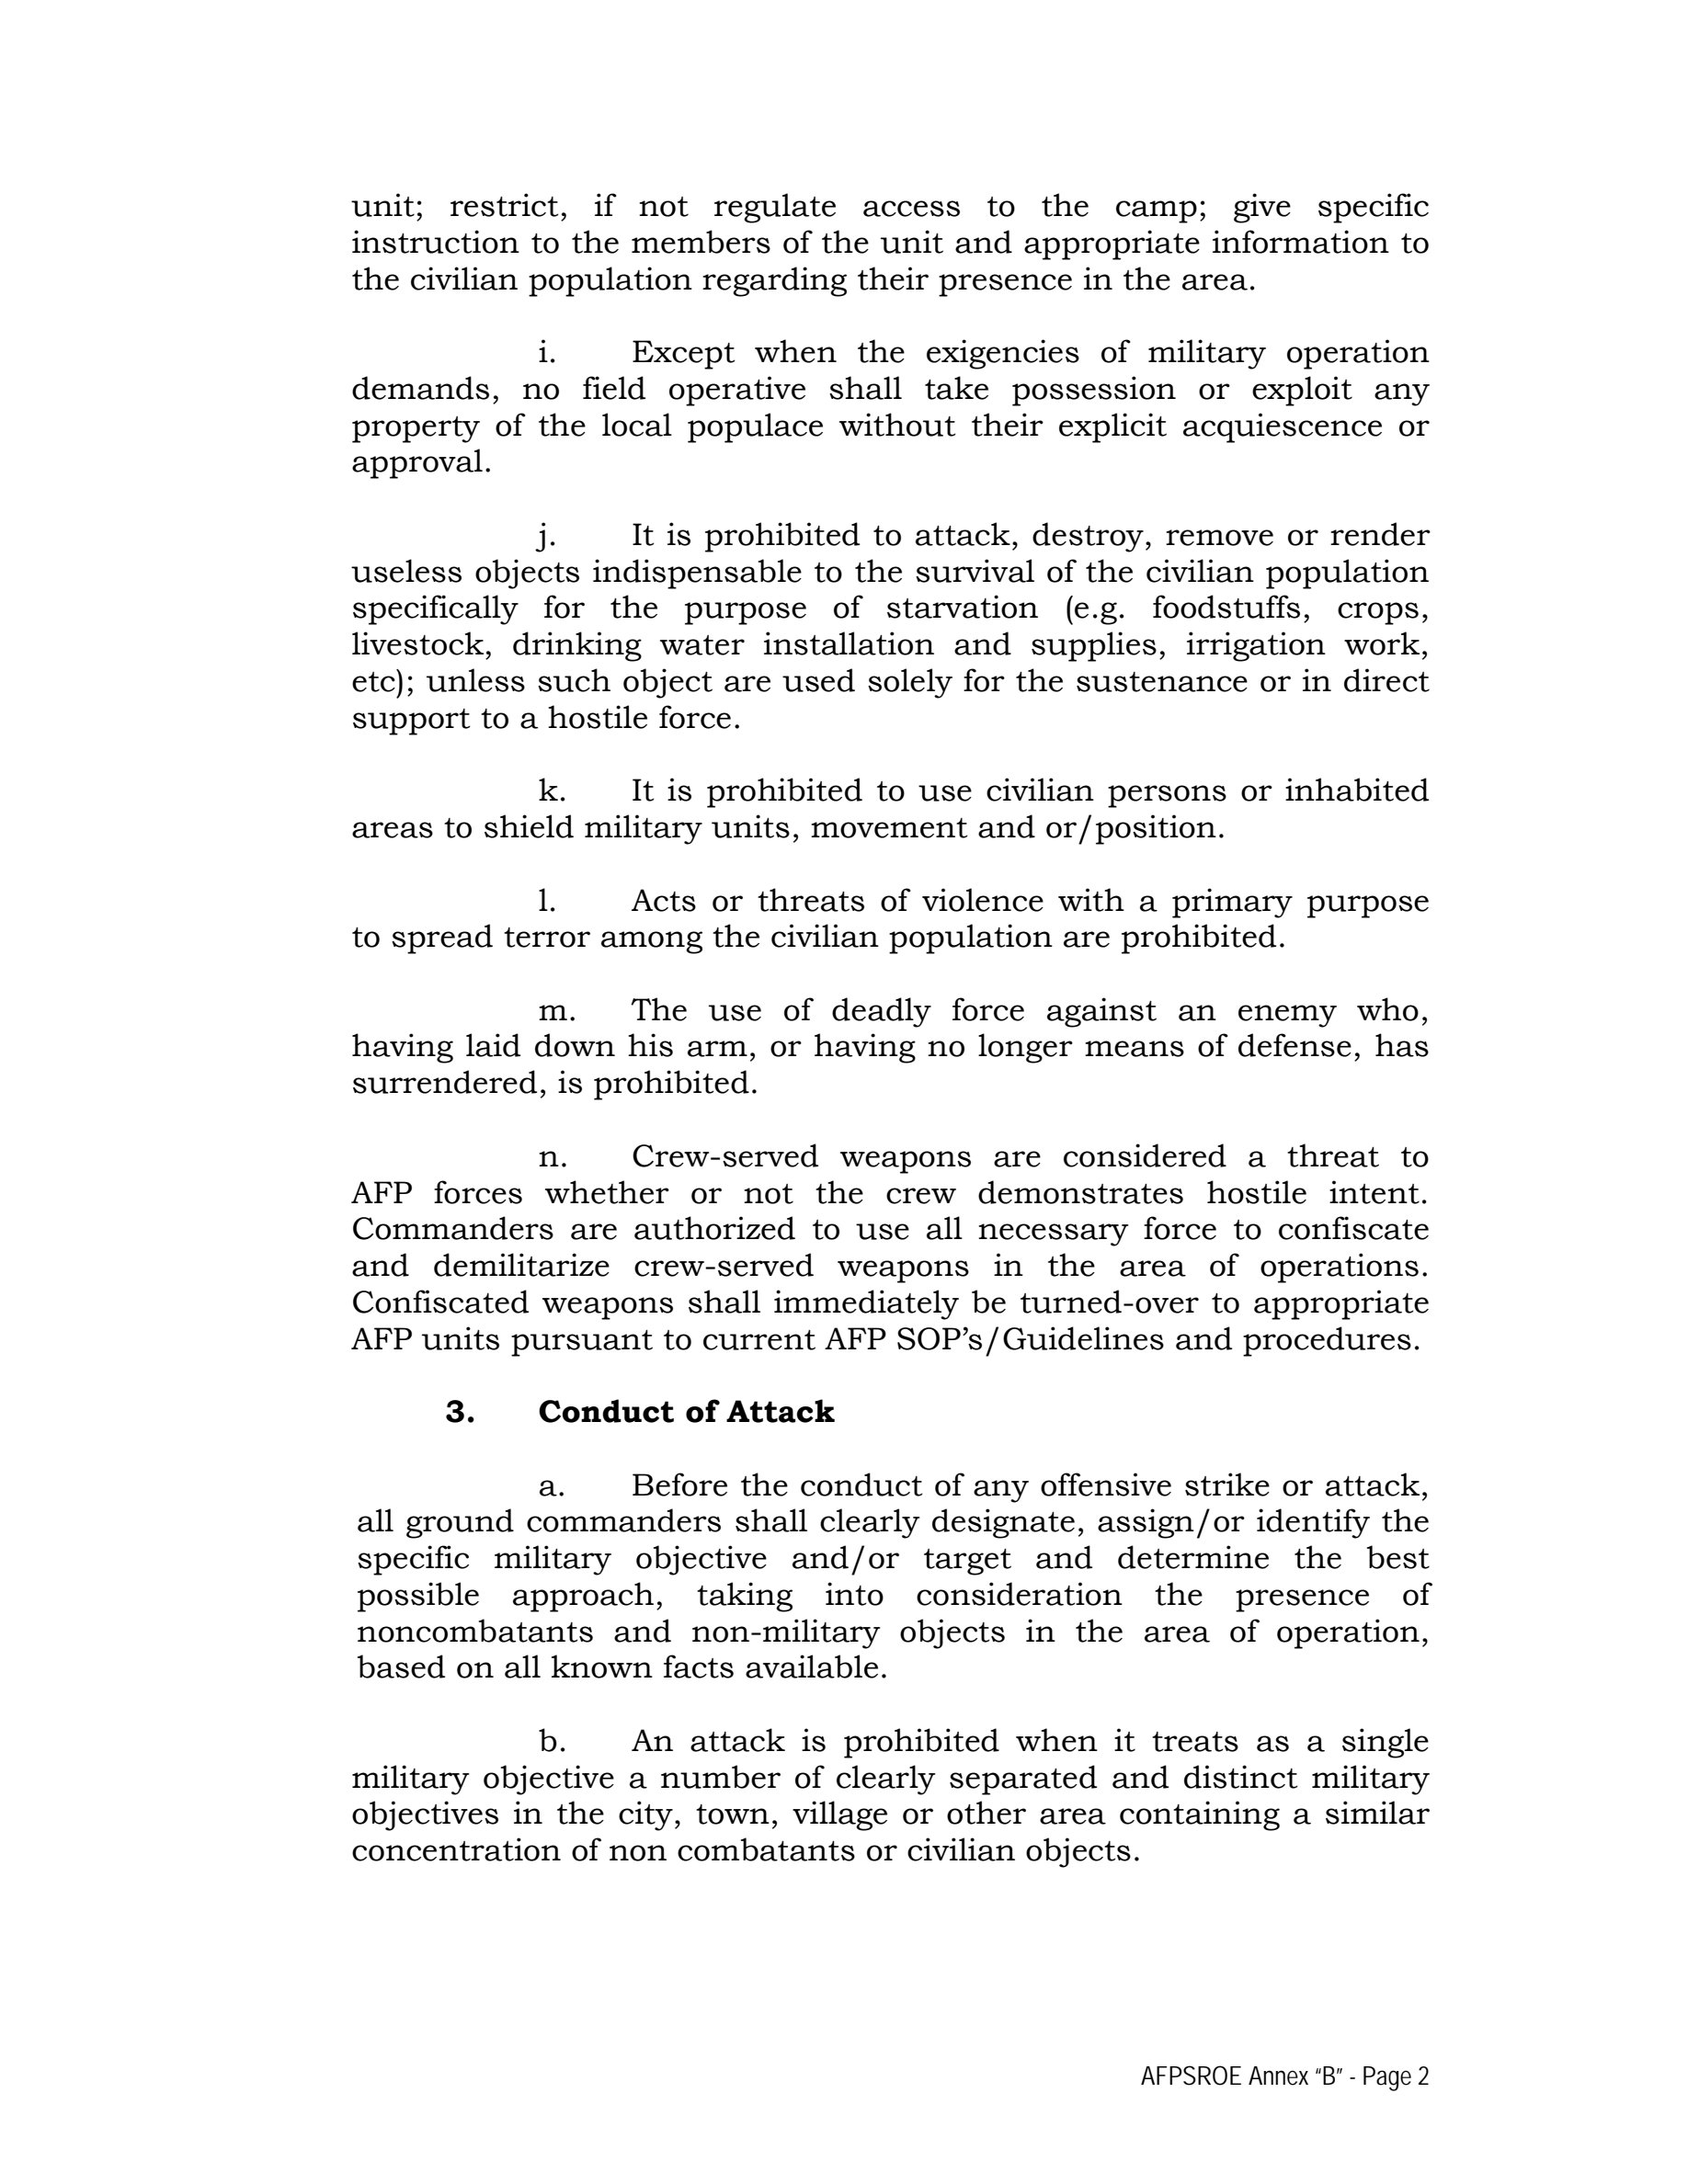 unit; restrict, if not regulate access to the camp; give specific
instruction to the members of the unit and appropriate information to
the civilian population regarding their presence in the area.
i. Except when the exigencies of military operation
demands, no field operative shall take possession or exploit any
property of the local populace without their explicit acquiescence or
approval.
j. It is prohibited to attack, destroy, remove or render
useless objects indispensable to the survival of the civilian population
specifically for the purpose of starvation (e.g. foodstuffs, crops,
livestock, drinking water installation and supplies, irrigation work,
etc); unless such object are used solely for the sustenance or in direct
support to a hostile force.
k. It is prohibited to use civilian persons or inhabited
areas to shield military units, movement and or/position.
l. Acts or threats of violence with a primary purpose
to spread terror among the civilian population are prohibited.
m. The use of deadly force against an enemy who,
having laid down his arm, or having no longer means of defense, has
surrendered, is prohibited.
n. Crew-served weapons are considered a threat to
AFP forces whether or not the crew demonstrates hostile intent.
Commanders are authorized to use all necessary force to confiscate
and demilitarize crew-served weapons in the area of operations.
Confiscated weapons shall immediately be turned-over to appropriate
AFP units pursuant to current AFP SOP’s/Guidelines and procedures.
3. Conduct of Attack
a. Before the conduct of any offensive strike or attack,
all ground commanders shall clearly designate, assign/or identify the
specific military objective and/or target and determine the best
possible approach, taking into consideration the presence of
noncombatants and non-military objects in the area of operation,
based on all known facts available.
b. An attack is prohibited when it treats as a single
military objective a number of clearly separated and distinct military
objectives in the city, town, village or other area containing a similar
concentration of non combatants or civilian objects.
AFPSROE Annex “B” - Page 2